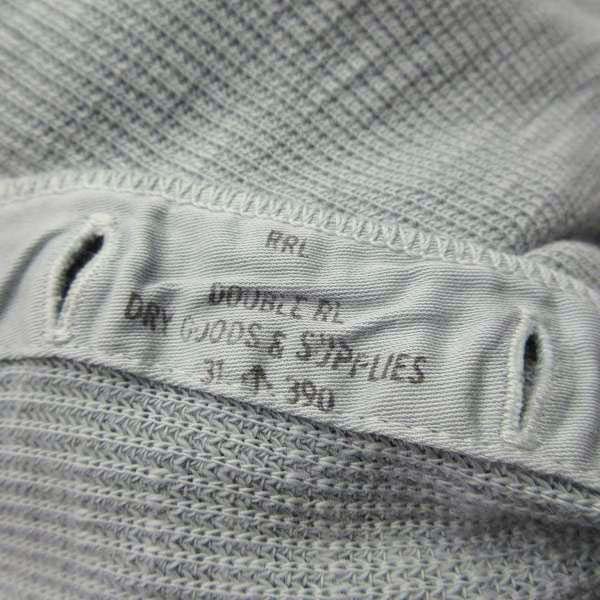 RRL
DOUBLE RL
DRY GOODS & SUPPLIES
31 390